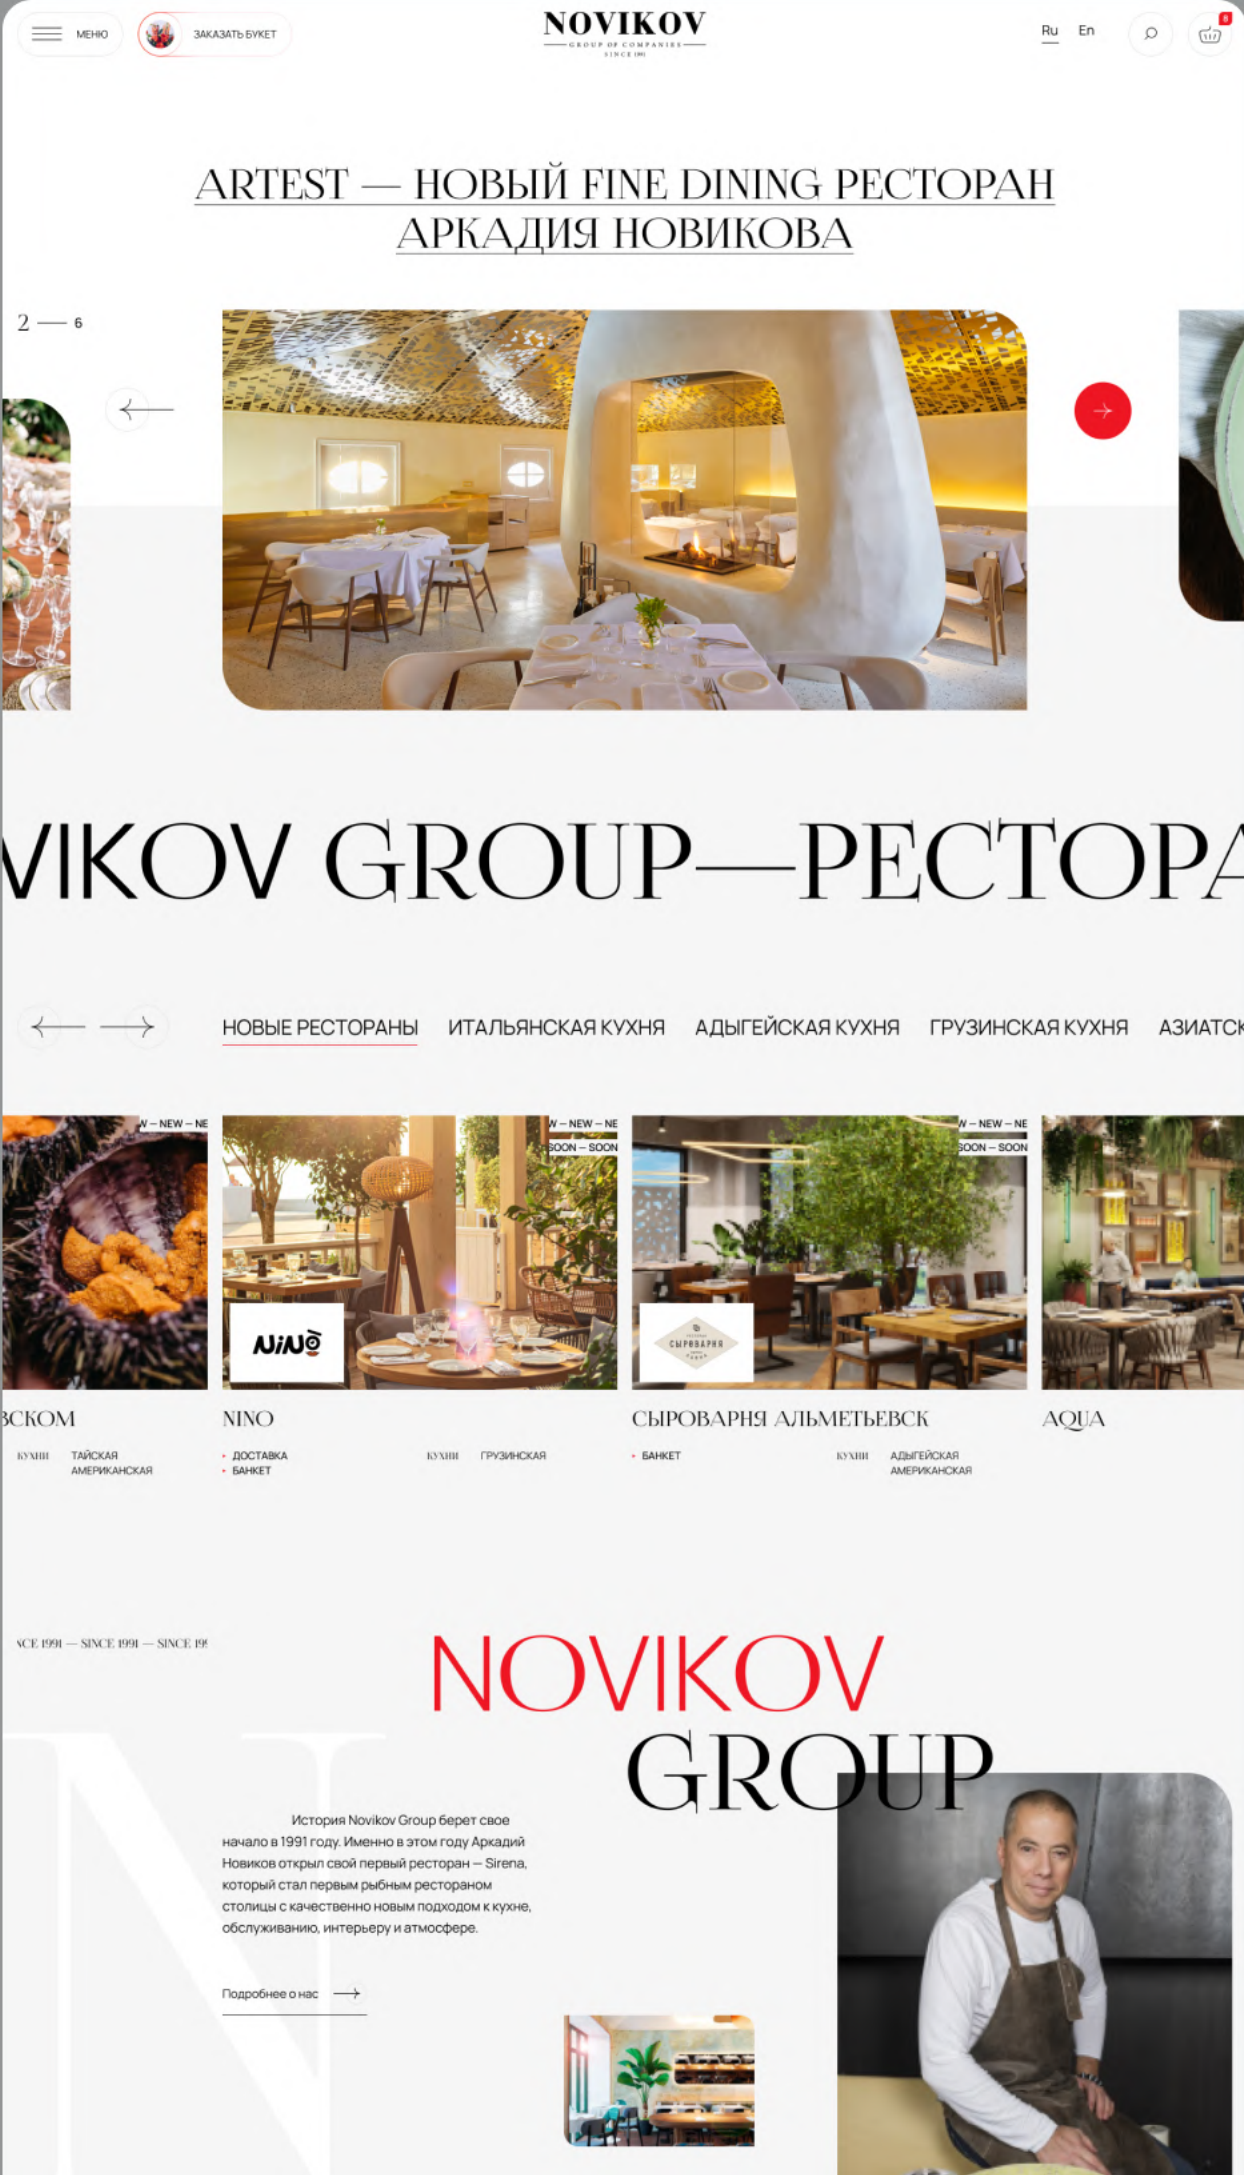 МЕНЮ
ЗАКАЗАТЬ БУКЕТ
NOVIKOV
GROUP OF COMPANIES
SINCE 1991
Ru En
8
ARTEST — НОВЫЙ FINE DINING РЕСТОРАН
АРКАДИЯ НОВИКОВА
2 — 6
VIKOV GROUP—РЕСТОРА
НОВЫЕ РЕСТОРАНЫ ИТАЛЬЯНСКАЯ КУХНЯ АДЫГЕЙСКАЯ КУХНЯ ГРУЗИНСКАЯ КУХНЯ АЗИАТСК
W — NEW — NE
W — NEW — NE
SOON — SOON
W — NEW — NE
SOON — SOON
NiNò
СЫРОВАРНЯ
ВСКОМ
КУХНИ ТАЙСКАЯ
АМЕРИКАНСКАЯ
NINO
ДОСТАВКА
БАНКЕТ
КУХНИ ГРУЗИНСКАЯ
СЫРОВАРНЯ АЛЬМЕТЬЕВСК
БАНКЕТ
КУХНИ АДЫГЕЙСКАЯ
АМЕРИКАНСКАЯ
AQUA
NCE 1991 — SINCE 1991 — SINCE 199
NOVIKOV
GROUP
N
История Novikov Group берет свое
начало в 1991 году. Именно в этом году Аркадий
Новиков открыл свой первый ресторан — Sirena,
который стал первым рыбным рестораном
столицы с качественно новым подходом к кухне,
обслуживанию, интерьеру и атмосфере.
Подробнее о нас